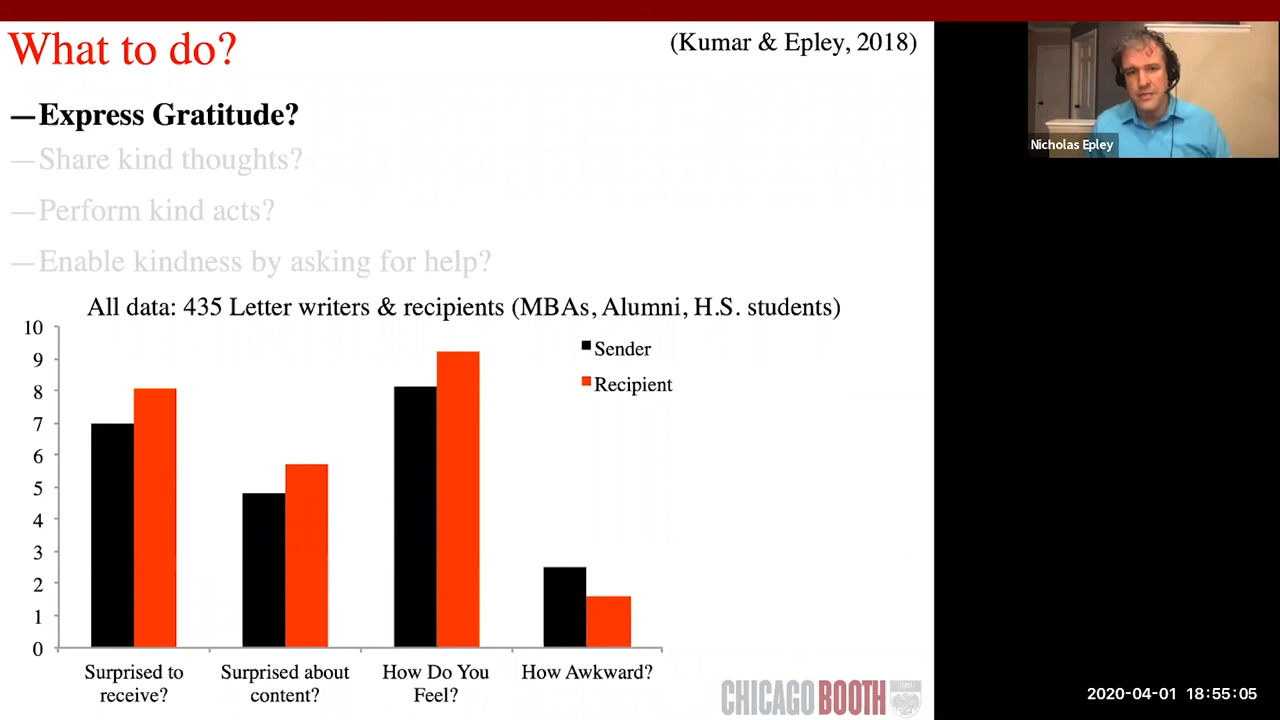 What to do?
(Kumar & Epley, 2018)
—Express Gratitude?
—Share kind thoughts?
—Perform kind acts?
—Enable kindness by asking for help?
All data: 435 Letter writers & recipients (MBAs, Alumni, H.S. students)
10
9
8
7
6
5
4
3
2
1
0
Sender
Recipient
Surprised to
receive?
Surprised about
content?
How Do You
Feel?
How Awkward?
CHICAGO BOOTH
Nicholas Epley
2020-04-01 18:55:05